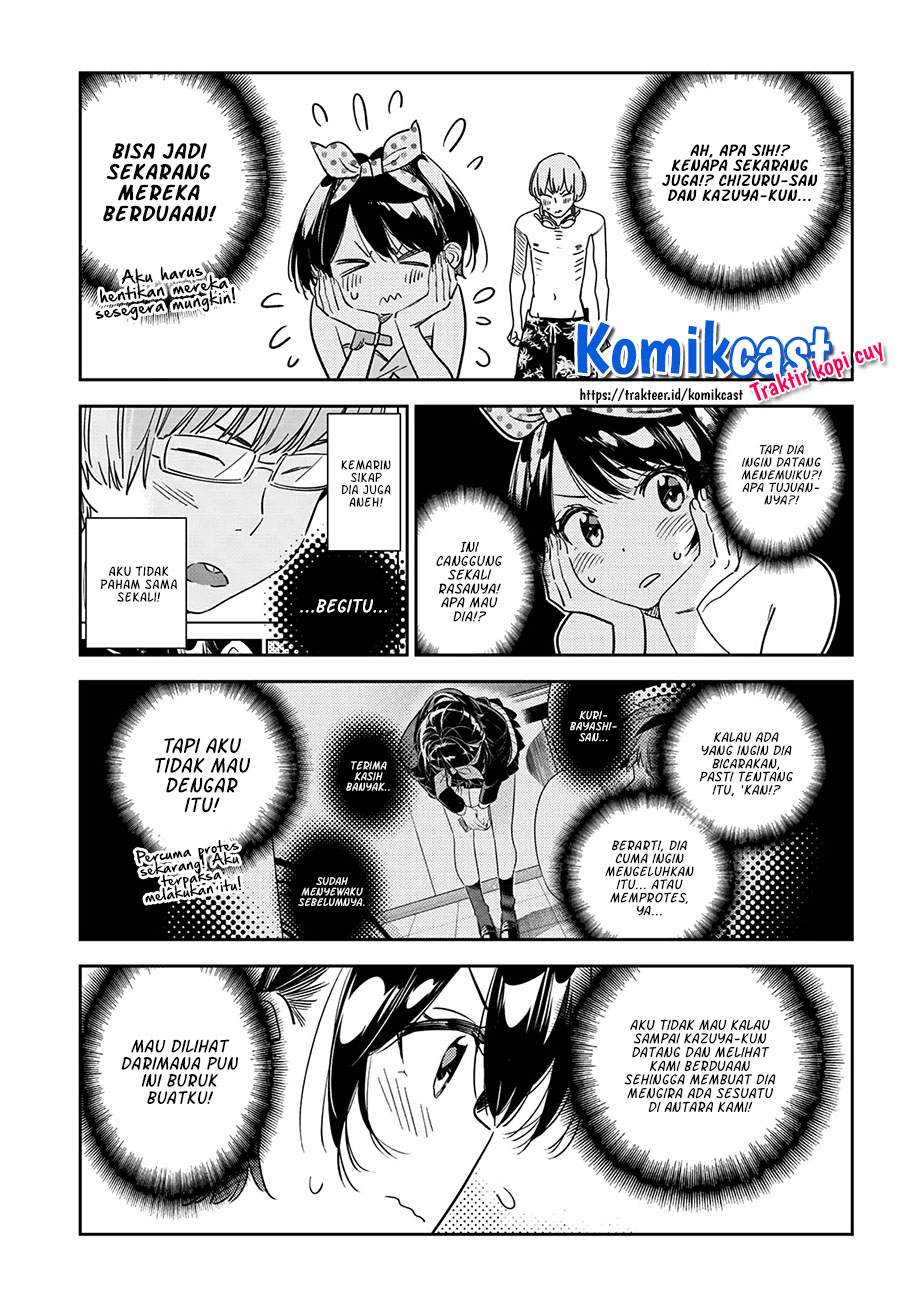 AH, APA SIH!?
KENAPA SEKARANG
JUGA!? CHIZURU-SAN
DAN KAZUYA-KUN...
BISA JADI
SEKARANG
MEREKA
BERDUAAN!
Aku harus
hentikan mereka
sesegera mungkin!
Komikcast
Traktir kopi cuy
https://trakteer.id/komikcast
TAPI DIA
INGIN DATANG
MENEMUIKU?!
APA TUJUAN-
NYA?!
INI
CANGGUNG
SEKALI
RASANYA!
APA MAU
DIA!?
KEMARIN
SIKAP
DIA JUGA
ANEH!
...BEGITU...
AKU TIDAK
PAHAM SAMA
SEKALI!
KALAU ADA
YANG INGIN DIA
BICARAKAN,
PASTI TENTANG
ITU, 'KAN!?
KURI-
BAYASHI-
SAN...
BERARTI, DIA
CUMA INGIN
MENGELUHKAN
ITU... ATAU
MEMPROTES,
YA...
TERIMA
KASIH
BANYAK..
SUDAH
MENYEWAKU
SEBELUMNYA.
TAPI AKU
TIDAK MAU
DENGAR
ITU!
Percuma protes
sekarang! Aku
terpaksa
melakukan itu!
AKU TIDAK MAU KALAU
SAMPAI KAZUYA-KUN
DATANG DAN MELIHAT
KAMI BERDUAAN
SEHINGGA MEMBUAT DIA
MENGIRA ADA SESUATU
DI ANTARA KAMI!
MAU DILIHAT
DARIMANA PUN
INI BURUK
BUATKU!